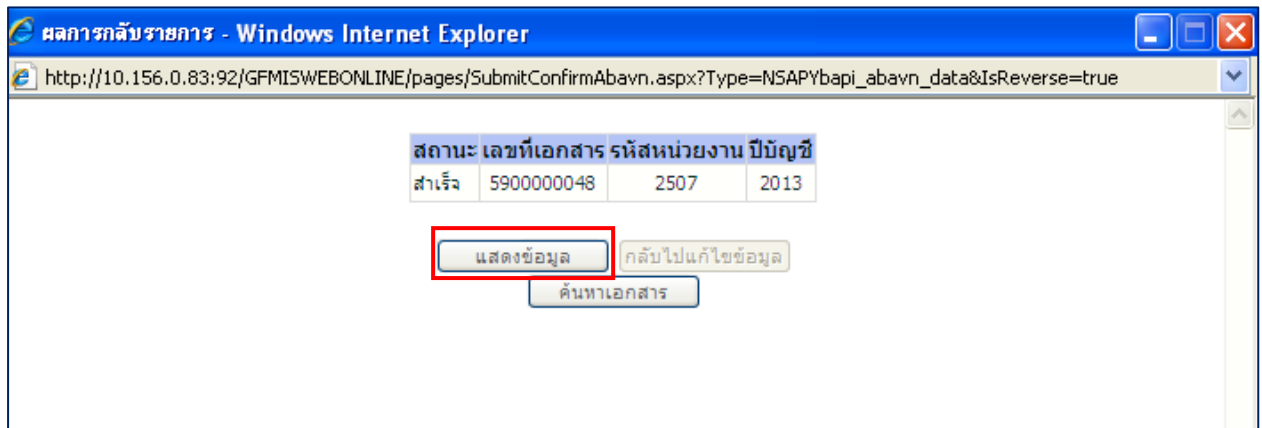 ผลการกลับรายการ - Windows Internet Explorer
http://10.156.0.83:92/GFMISWEBONLINE/pages/SubmitConfirmAbavn.aspx?Type=NSAPYbapi_abavn_data&IsReverse=true
สถานะ เลขที่เอกสาร รหัสหน่วยงาน ปีบัญชี
สำเร็จ 5900000048 2507 2013
แสดงข้อมูล กลับไปแก้ไขข้อมูล
ค้นหาเอกสาร